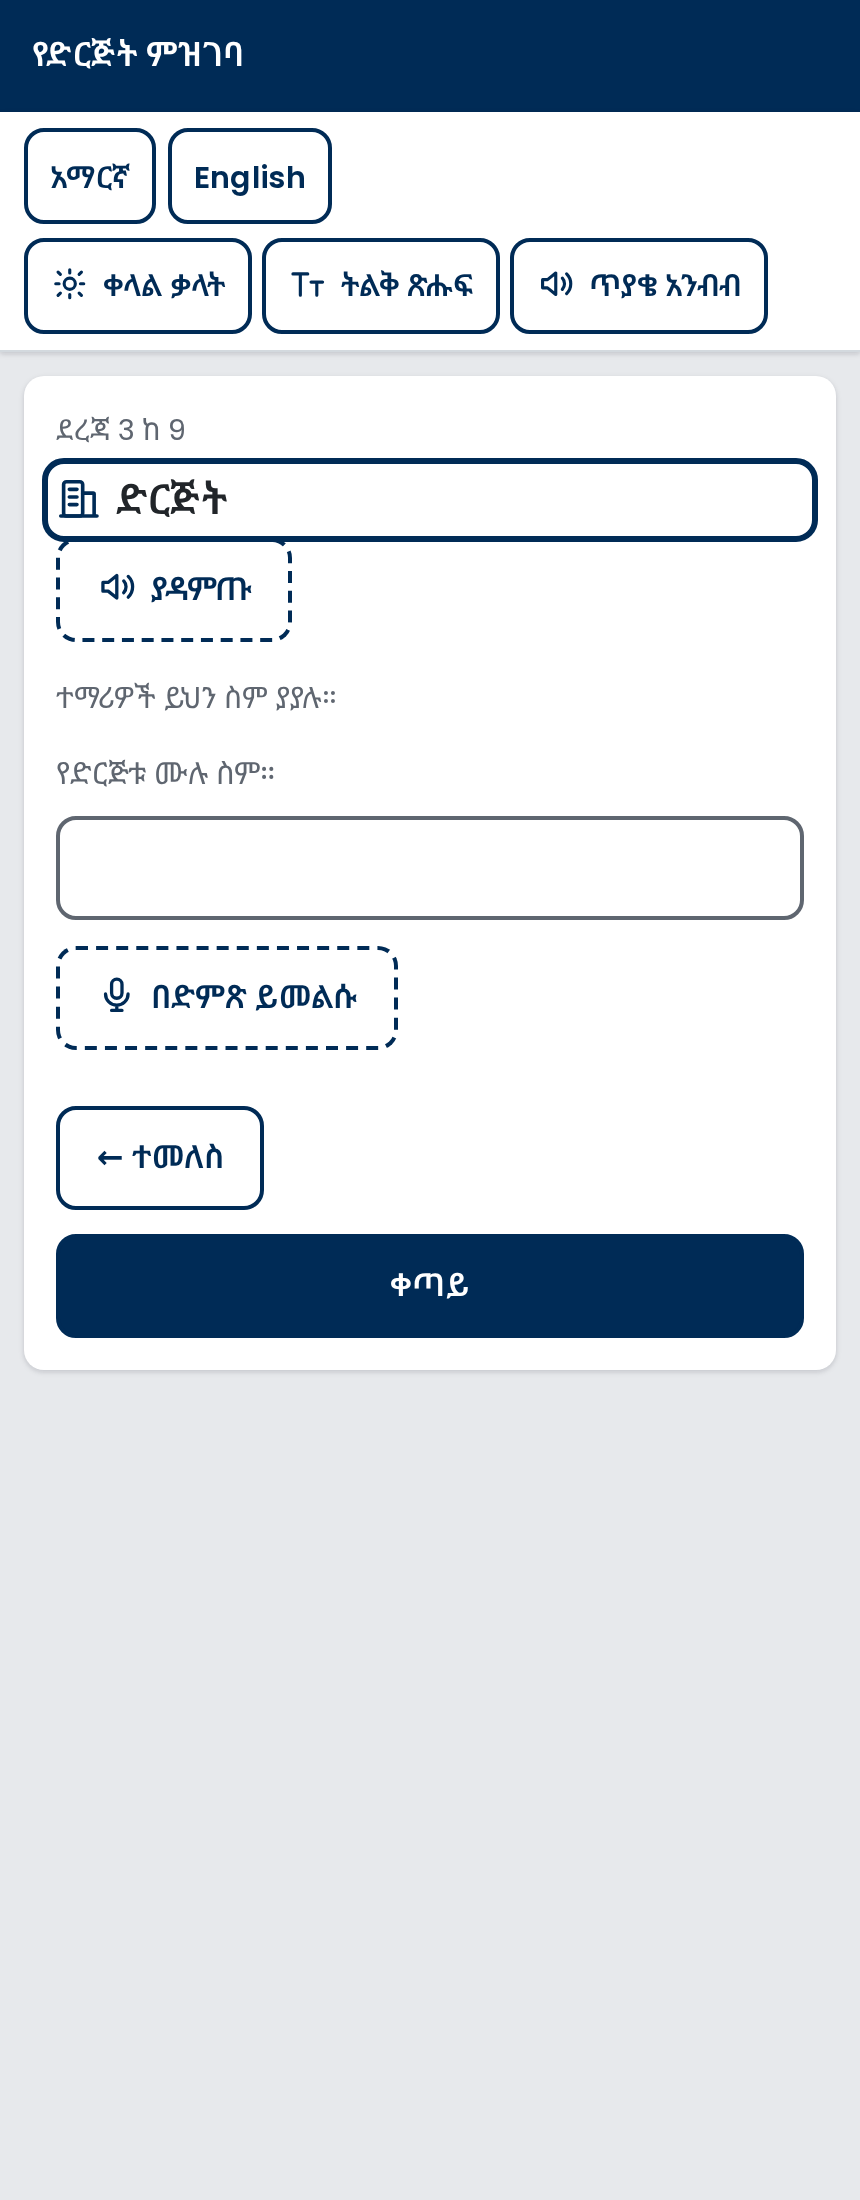 የድርጅት ምዝገባ
አማርኛ English
ቀላል ቃላት ትልቅ ጽሑፍ ጥያቄ አንብብ
ደረጃ 3 ከ 9
ድርጅት
ያዳምጡ
ተማሪዎች ይህን ስም ያያሉ።
የድርጅቱ ሙሉ ስም።
በድምጽ ይመልሱ
← ተመለስ
ቀጣይ